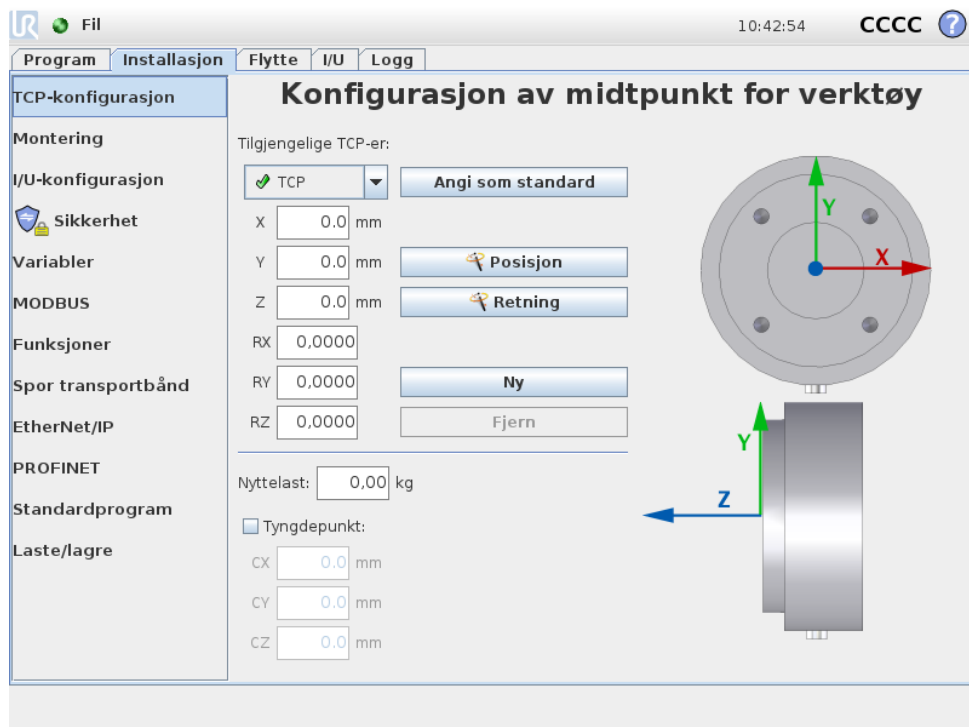 UR Fil 10:42:54 CCCC ?
Program Installasjon Flytte I/U Logg
TCP-konfigurasjon
Montering
I/U-konfigurasjon
Sikkerhet
Variabler
MODBUS
Funksjoner
Spor transportbånd
EtherNet/IP
PROFINET
Standardprogram
Laste/lagre
Konfigurasjon av midtpunkt for verktøy
Tilgjengelige TCP-er:
TCP Angi som standard
X 0.0 mm
Y 0.0 mm Posisjon
Z 0.0 mm Retning
RX 0,0000
RY 0,0000 Ny
RZ 0,0000 Fjern
Nyttelast: 0,00 kg
Tyngdepunkt:
CX 0.0 mm
CY 0.0 mm
CZ 0.0 mm
Y
X
Y
Z